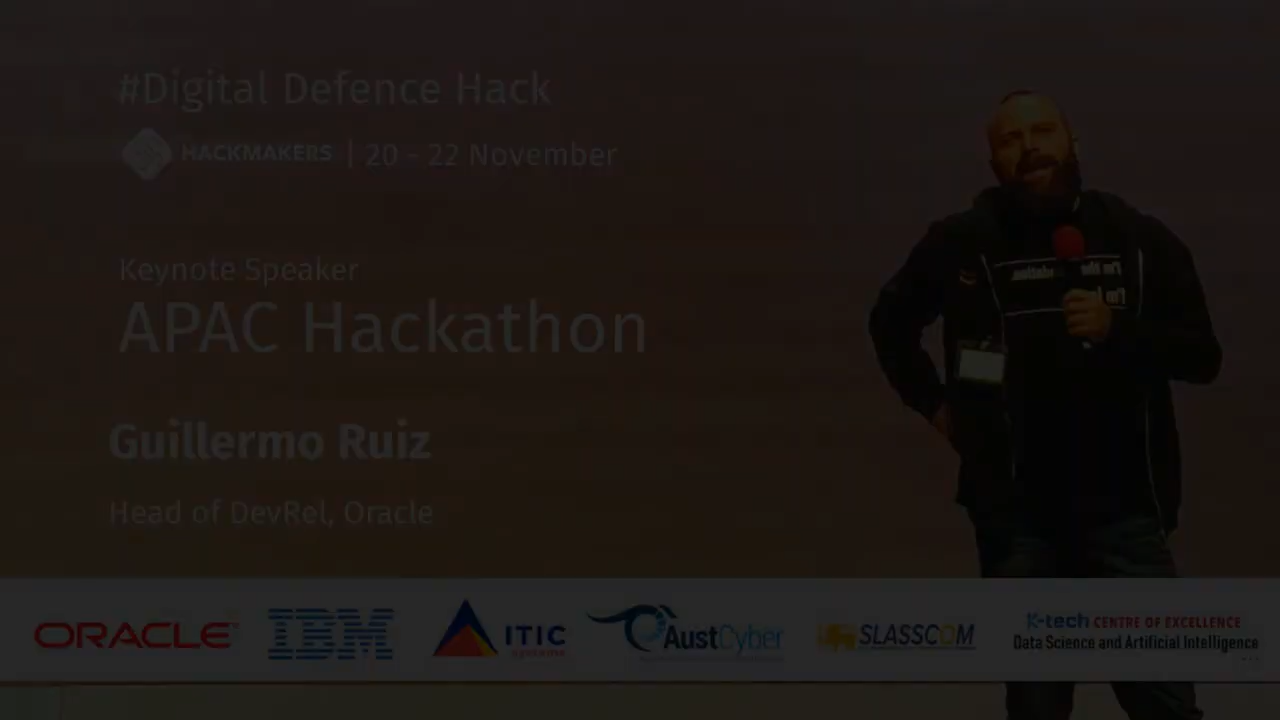 #Digital Defence Hack
HACKMAKERS | 20 - 22 November
Keynote Speaker
APAC Hackathon
Guillermo Ruiz
Head of DevRel, Oracle
ORACLE IBM ITIC systems AustCyber SLASSCOM K-tech CENTRE OF EXCELLENCE
Data Science and Artificial Intelligence